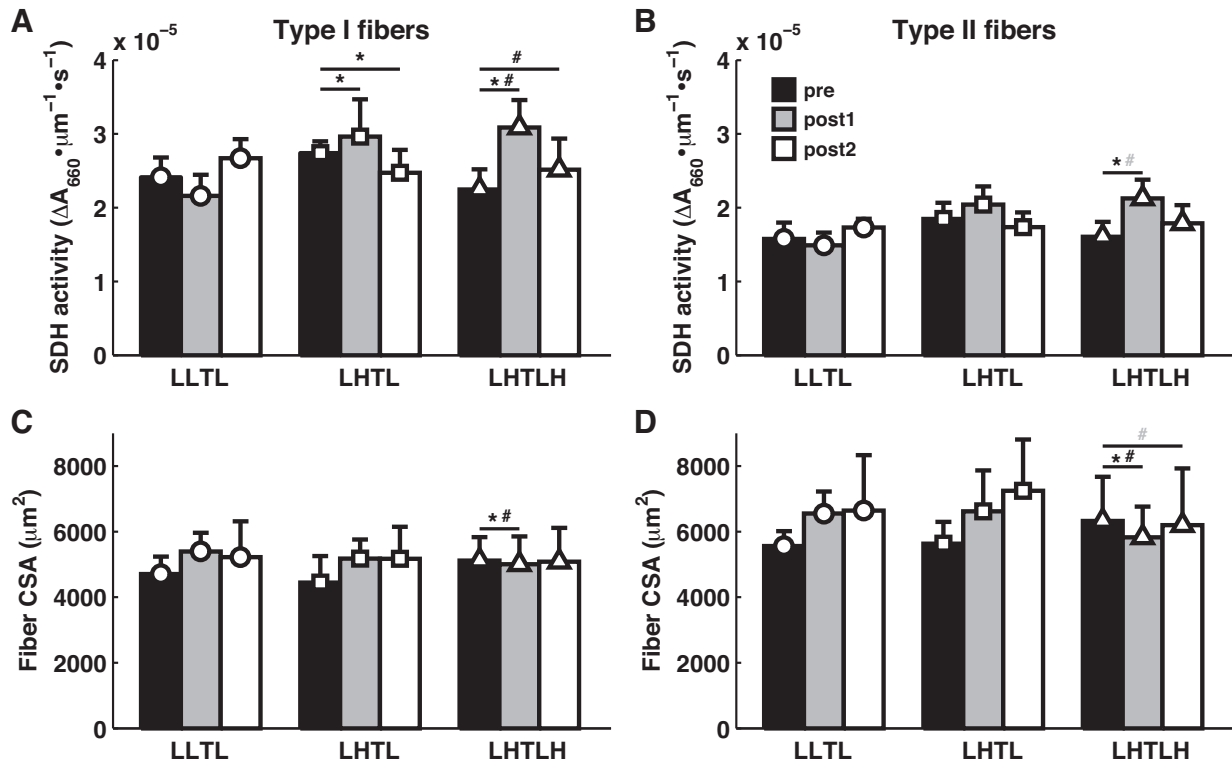 A
x 10⁻⁵
Type I fibers
SDH activity (ΔA₆₆₀•μm⁻¹•s⁻¹)
4
3
2
1
0
*
*
#
* #
LLTL
LHTL
LHTLH
B
x 10⁻⁵
Type II fibers
SDH activity (ΔA₆₆₀•μm⁻¹•s⁻¹)
4
3
2
1
0
pre
post1
post2
* #
LLTL
LHTL
LHTLH
C
Fiber CSA (μm²)
8000
6000
4000
2000
0
* #
LLTL
LHTL
LHTLH
D
Fiber CSA (μm²)
8000
6000
4000
2000
0
#
* #
LLTL
LHTL
LHTLH